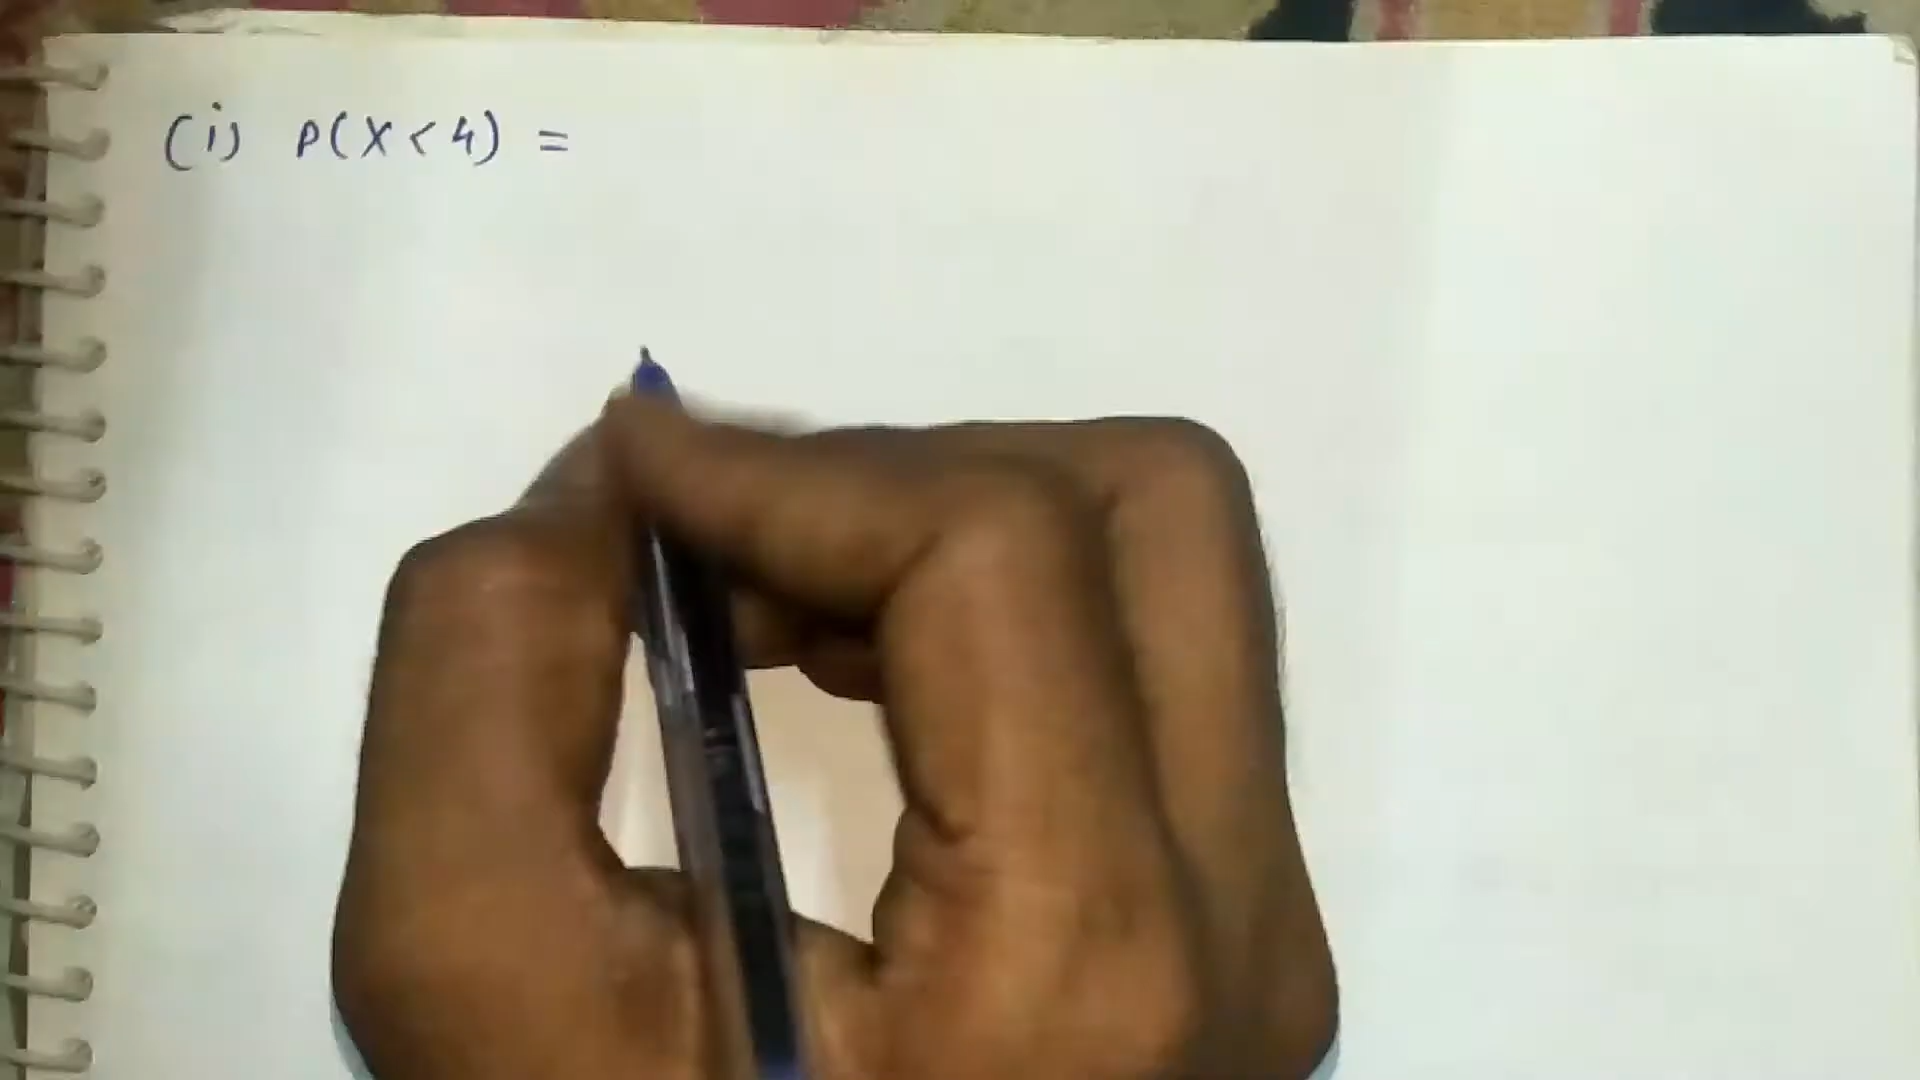 (i) P(X < 4) =